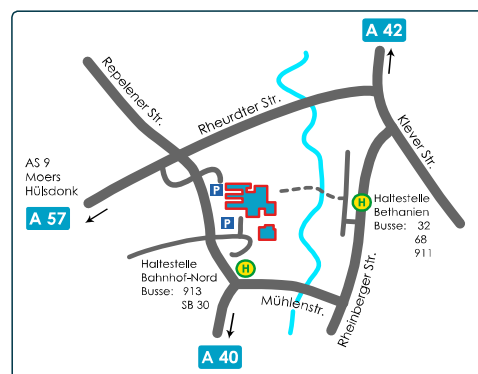 A 42
Repelener Str.
Rheurdter Str.
Klever Str.
AS 9
Moers
Hülsdonk
A 57
P
P
H
Haltestelle
Bethanien
Busse: 32
68
911
Haltestelle
Bahnhof-Nord
Busse: 913
SB 30
H
Mühlenstr.
Rheinberger Str.
A 40